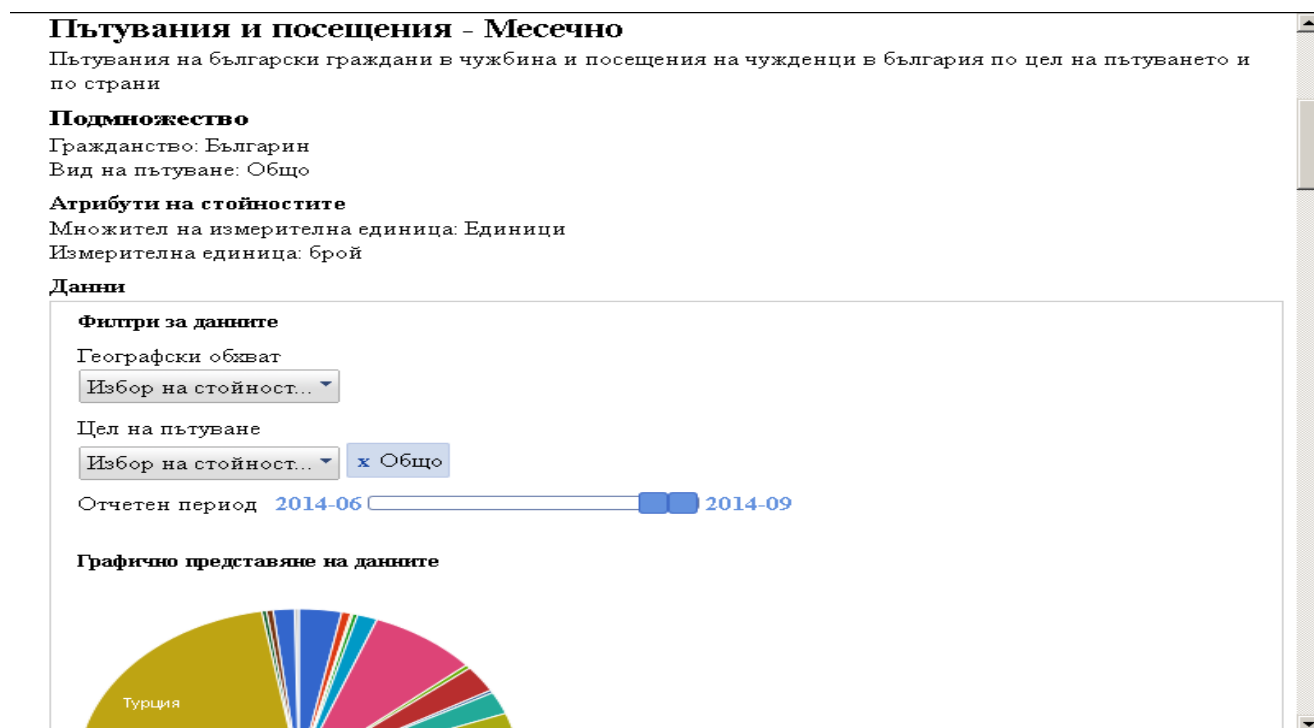 Пътувания и посещения - Месечно
Пътувания на български граждани в чужбина и посещения на чужденци в българия по цел на пътуването и
по страни
Подмножество
Гражданство: Българин
Вид на пътуване: Общо
Атрибути на стойностите
Множител на измерителна единица: Единици
Измерителна единица: брой
Данни
Филтри за данните
Географски обхват
Избор на стойност...
Цел на пътуване
Избор на стойност... x Общо
Отчетен период 2014-06 2014-09
Графично представяне на данните
Турция